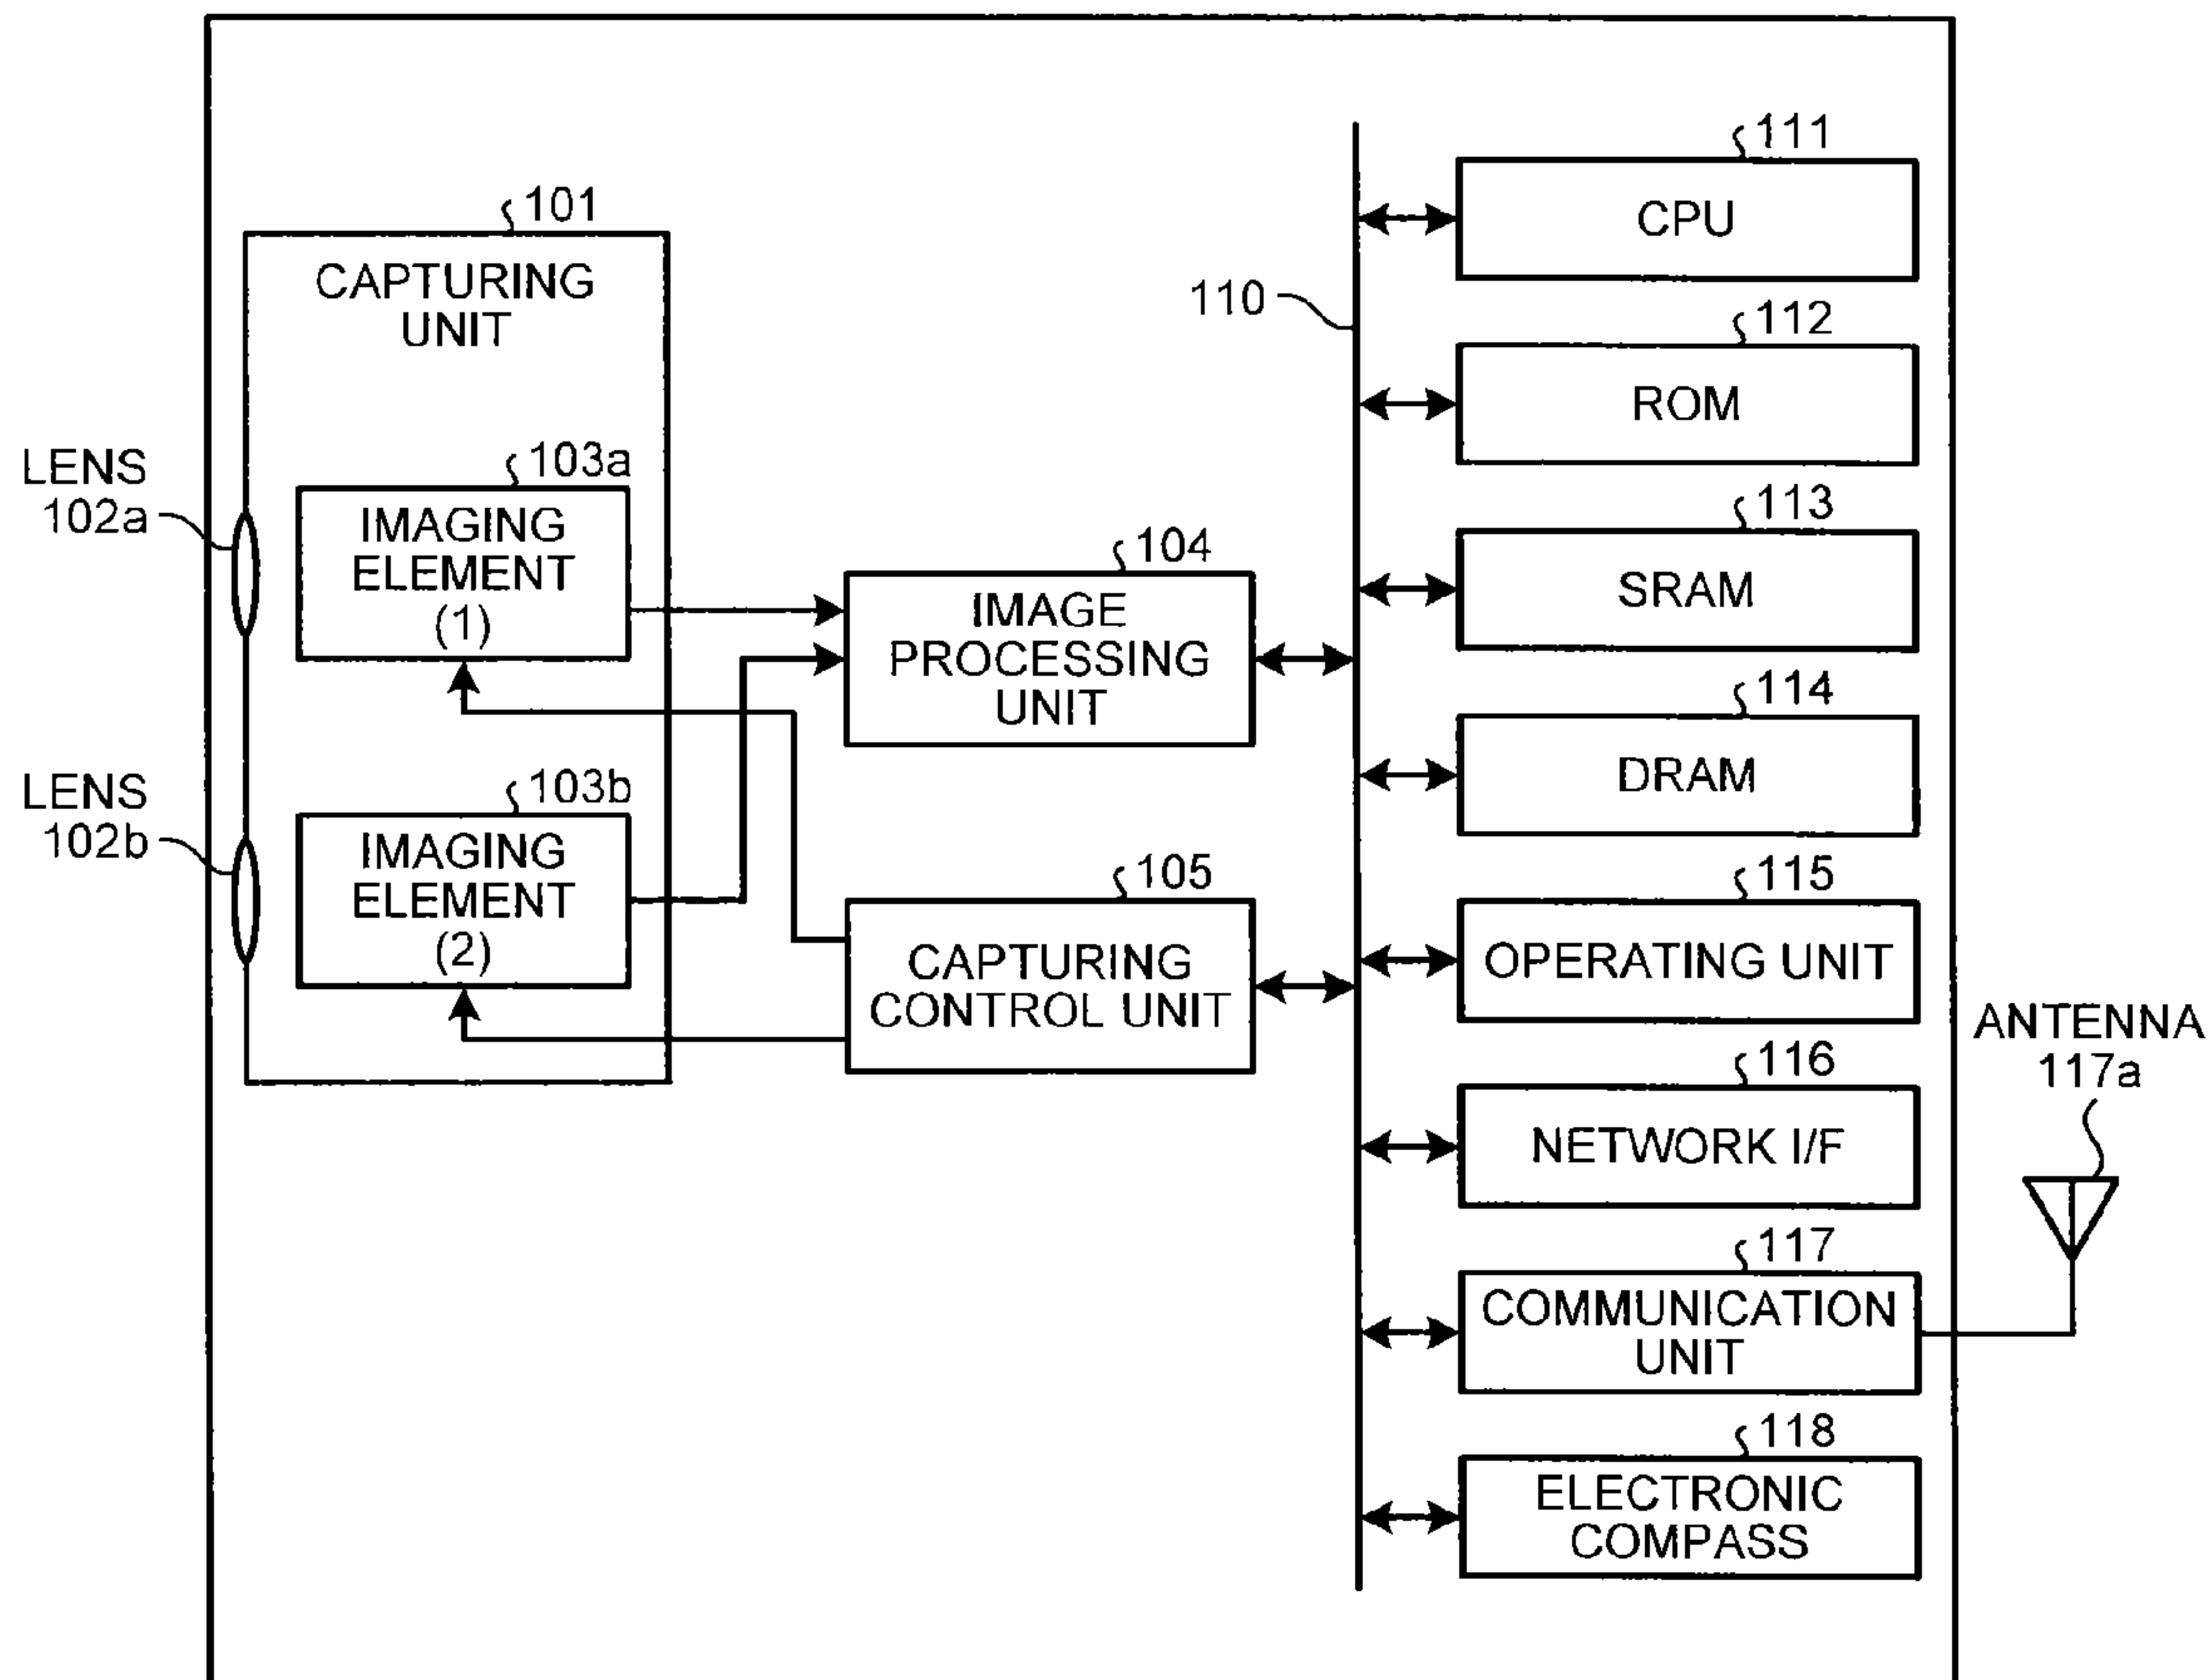 101
CAPTURING
UNIT
LENS
102a
103a
IMAGING
ELEMENT
(1)
LENS
102b
103b
IMAGING
ELEMENT
(2)
104
IMAGE
PROCESSING
UNIT
105
CAPTURING
CONTROL UNIT
110
111
CPU
112
ROM
113
SRAM
114
DRAM
115
OPERATING UNIT
116
NETWORK I/F
117
COMMUNICATION
UNIT
ANTENNA
117a
118
ELECTRONIC
COMPASS